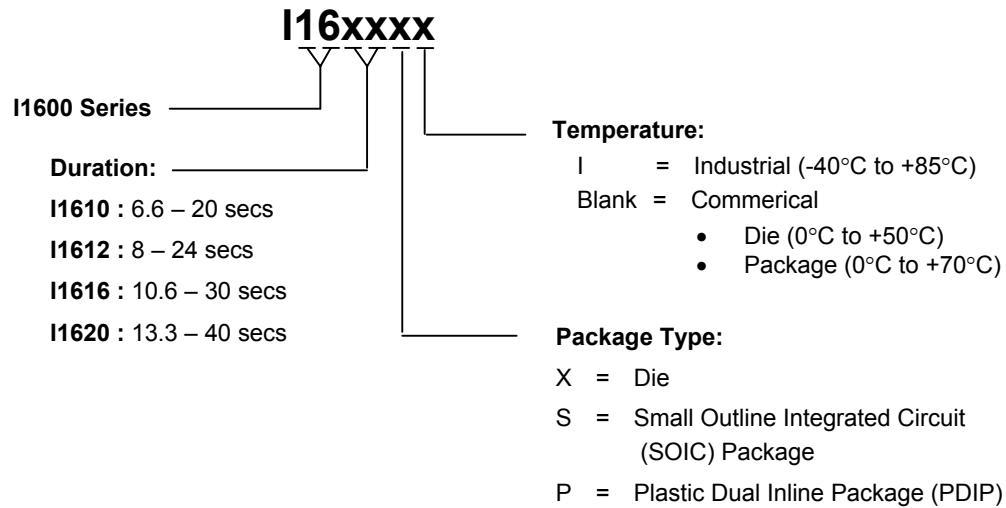 I16xxxx
I1600 Series
Duration:
I1610 : 6.6 – 20 secs
I1612 : 8 – 24 secs
I1616 : 10.6 – 30 secs
I1620 : 13.3 – 40 secs
Temperature:
I = Industrial (-40°C to +85°C)
Blank = Commerical
• Die (0°C to +50°C)
• Package (0°C to +70°C)
Package Type:
X = Die
S = Small Outline Integrated Circuit
(SOIC) Package
P = Plastic Dual Inline Package (PDIP)